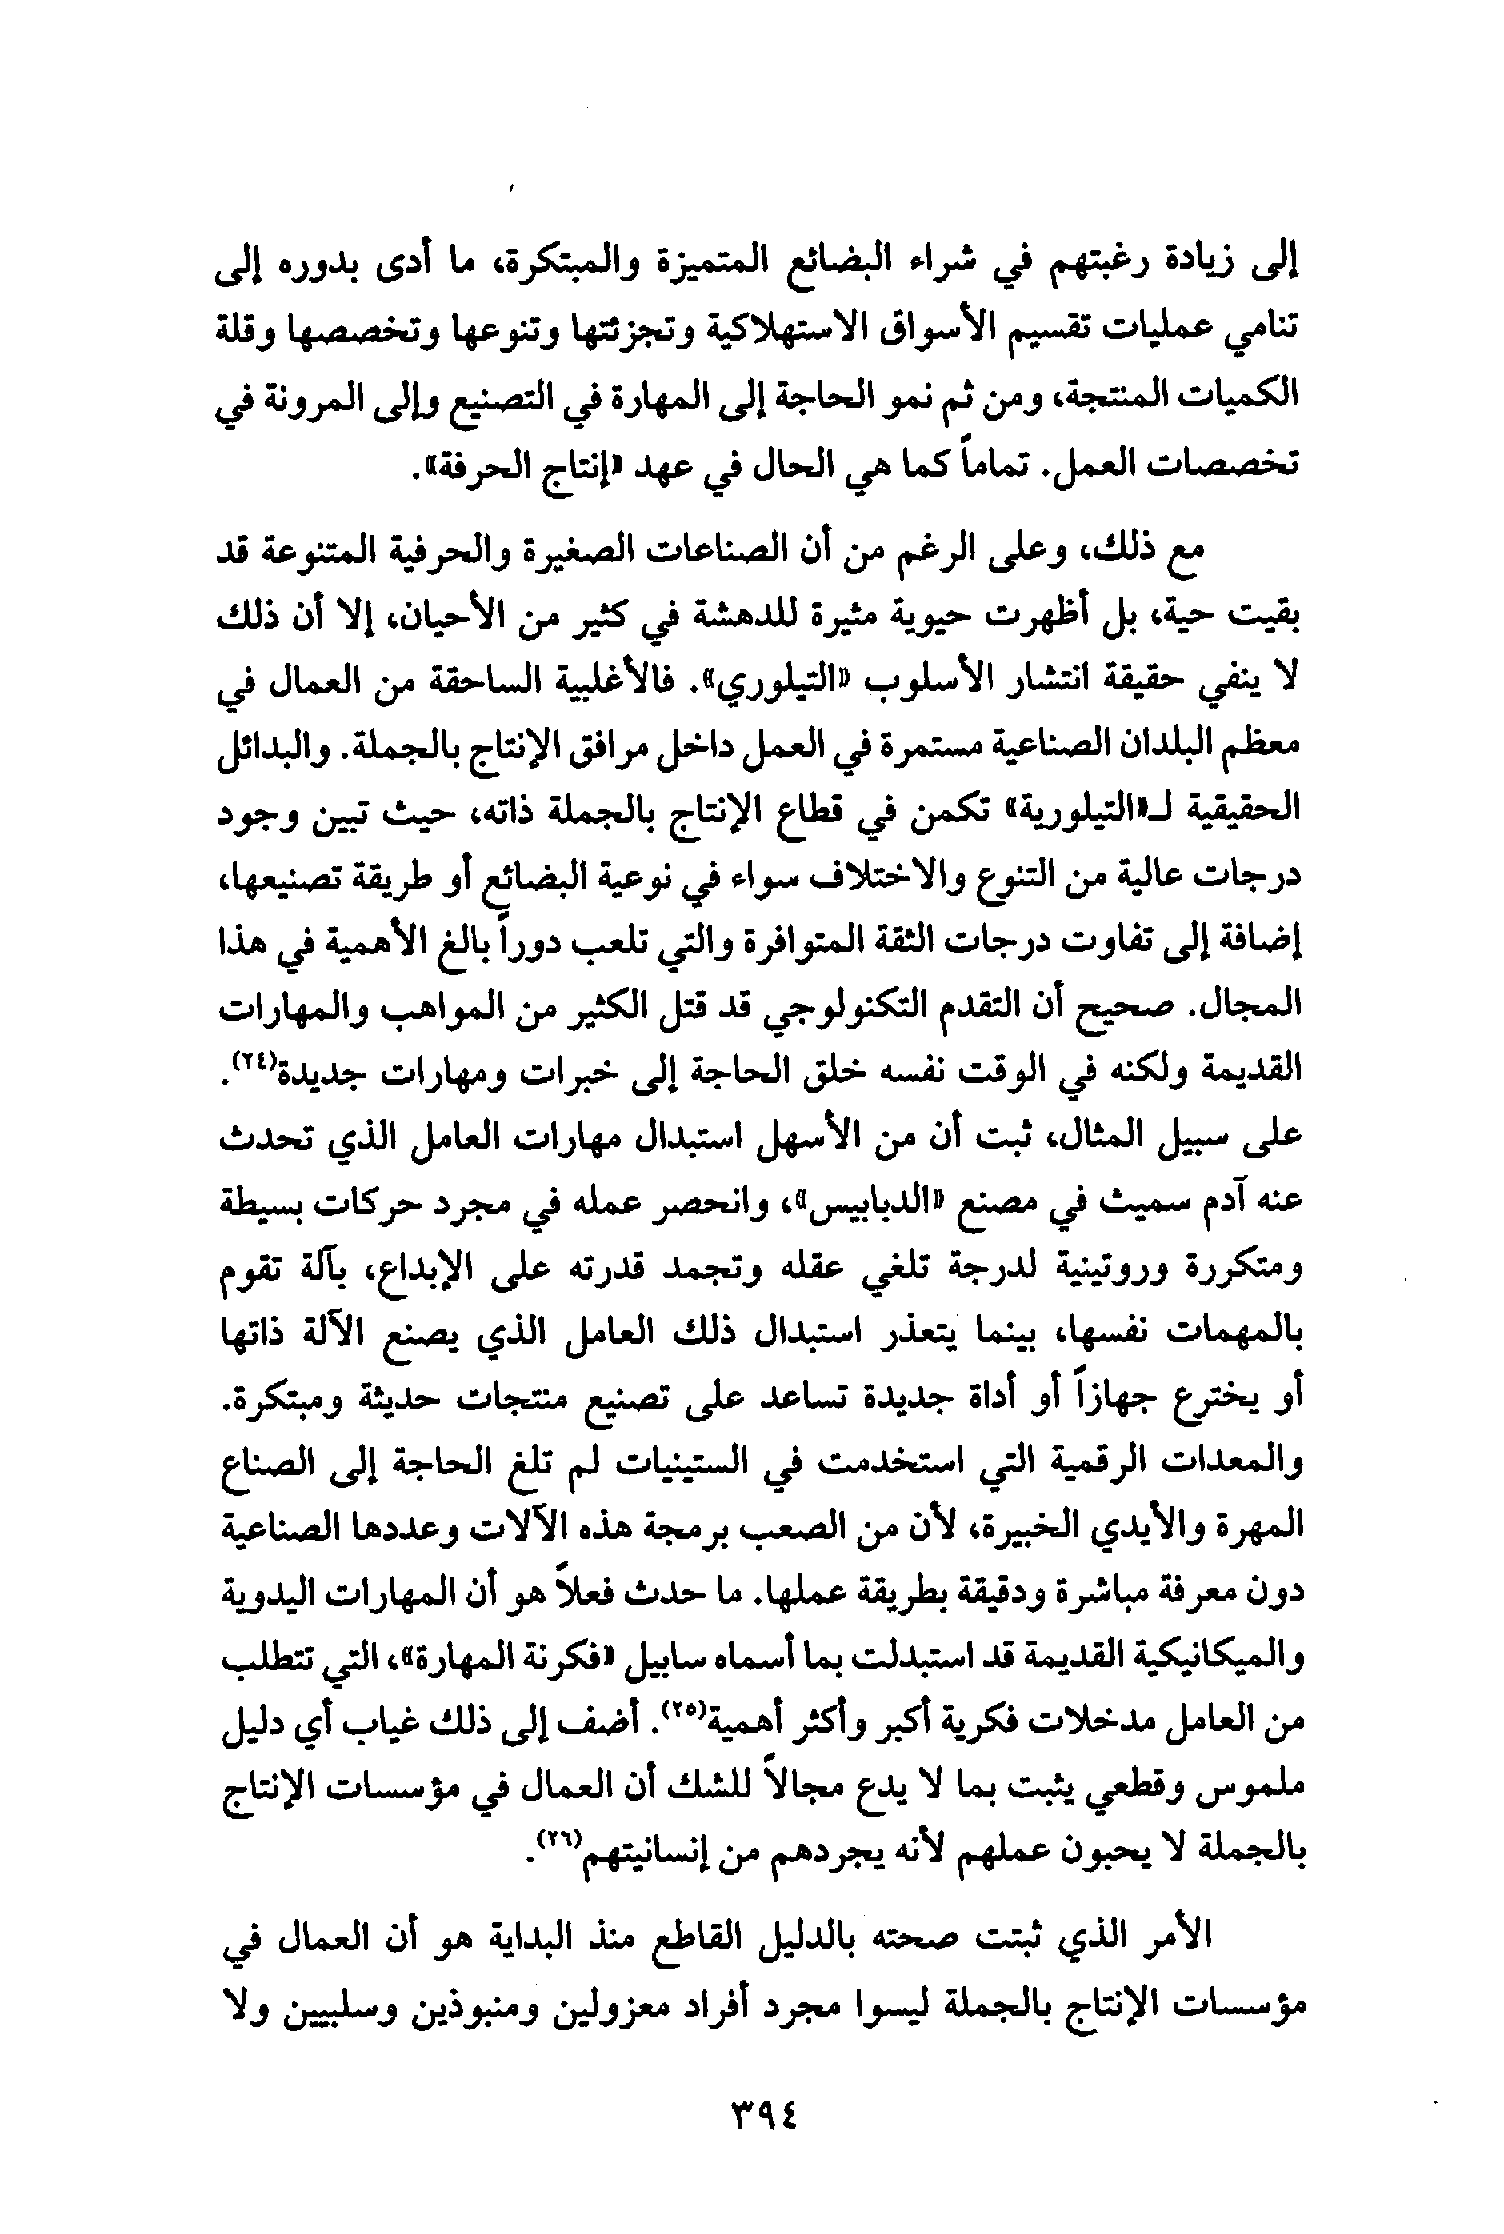 إلى زيادة رغبتهم في شراء البضائع المتميزة والمبتكرة، ما أدى بدوره إلى
تنامي عمليات تقسيم الأسواق الاستهلاكية وتجزئتها وتنوعها وتخصصها وقلة
الكميات المنتجة، ومن ثم نمو الحاجة إلى المهارة في التصنيع وإلى المرونة في
تخصصات العمل. تماماً كما هي الحال في عهد «إنتاج الحرفة».
مع ذلك، وعلى الرغم من أن الصناعات الصغيرة والحرفية المتنوعة قد
بقيت حية، بل أظهرت حيوية مثيرة للدهشة في كثير من الأحيان، إلا أن ذلك
لا ينفي حقيقة انتشار الأسلوب «التيلوري». فالأغلبية الساحقة من العمال في
معظم البلدان الصناعية مستمرة في العمل داخل مرافق الإنتاج بالجملة. والبدائل
الحقيقية لـ«التيلورية» تكمن في قطاع الإنتاج بالجملة ذاته، حيث تبين وجود
درجات عالية من التنوع والاختلاف سواء في نوعية البضائع أو طريقة تصنيعها،
إضافة إلى تفاوت درجات الثقة المتوافرة والتي تلعب دوراً بالغ الأهمية في هذا
المجال. صحيح أن التقدم التكنولوجي قد قتل الكثير من المواهب والمهارات
القديمة ولكنه في الوقت نفسه خلق الحاجة إلى خبرات ومهارات جديدة(٢٤).
على سبيل المثال، ثبت أن من الأسهل استبدال مهارات العامل الذي تحدث
عنه آدم سميث في مصنع «الدبابيس»، وانحصر عمله في مجرد حركات بسيطة
ومتكررة وروتينية لدرجة تلغي عقله وتجمد قدرته على الإبداع، بآلة تقوم
بالمهمات نفسها، بينما يتعذر استبدال ذلك العامل الذي يصنع الآلة ذاتها
أو يخترع جهازاً أو أداة جديدة تساعد على تصنيع منتجات حديثة ومبتكرة.
والمعدات الرقمية التي استخدمت في الستينيات لم تلغ الحاجة إلى الصناع
المهرة والأيدي الخبيرة، لأن من الصعب برمجة هذه الآلات وعددها الصناعية
دون معرفة مباشرة ودقيقة بطريقة عملها. ما حدث فعلاً هو أن المهارات اليدوية
والميكانيكية القديمة قد استبدلت بما أسماه سابيل «فكرنة المهارة»، التي تتطلب
من العامل مدخلات فكرية أكبر وأكثر أهمية(٢٥). أضف إلى ذلك غياب أي دليل
ملموس وقطعي يثبت بما لا يدع مجالاً للشك أن العمال في مؤسسات الإنتاج
بالجملة لا يحبون عملهم لأنه يجردهم من إنسانيتهم(٢٦).
الأمر الذي ثبتت صحته بالدليل القاطع منذ البداية هو أن العمال في
مؤسسات الإنتاج بالجملة ليسوا مجرد أفراد معزولين ومنبوذين وسلبيين ولا
٣٩٤